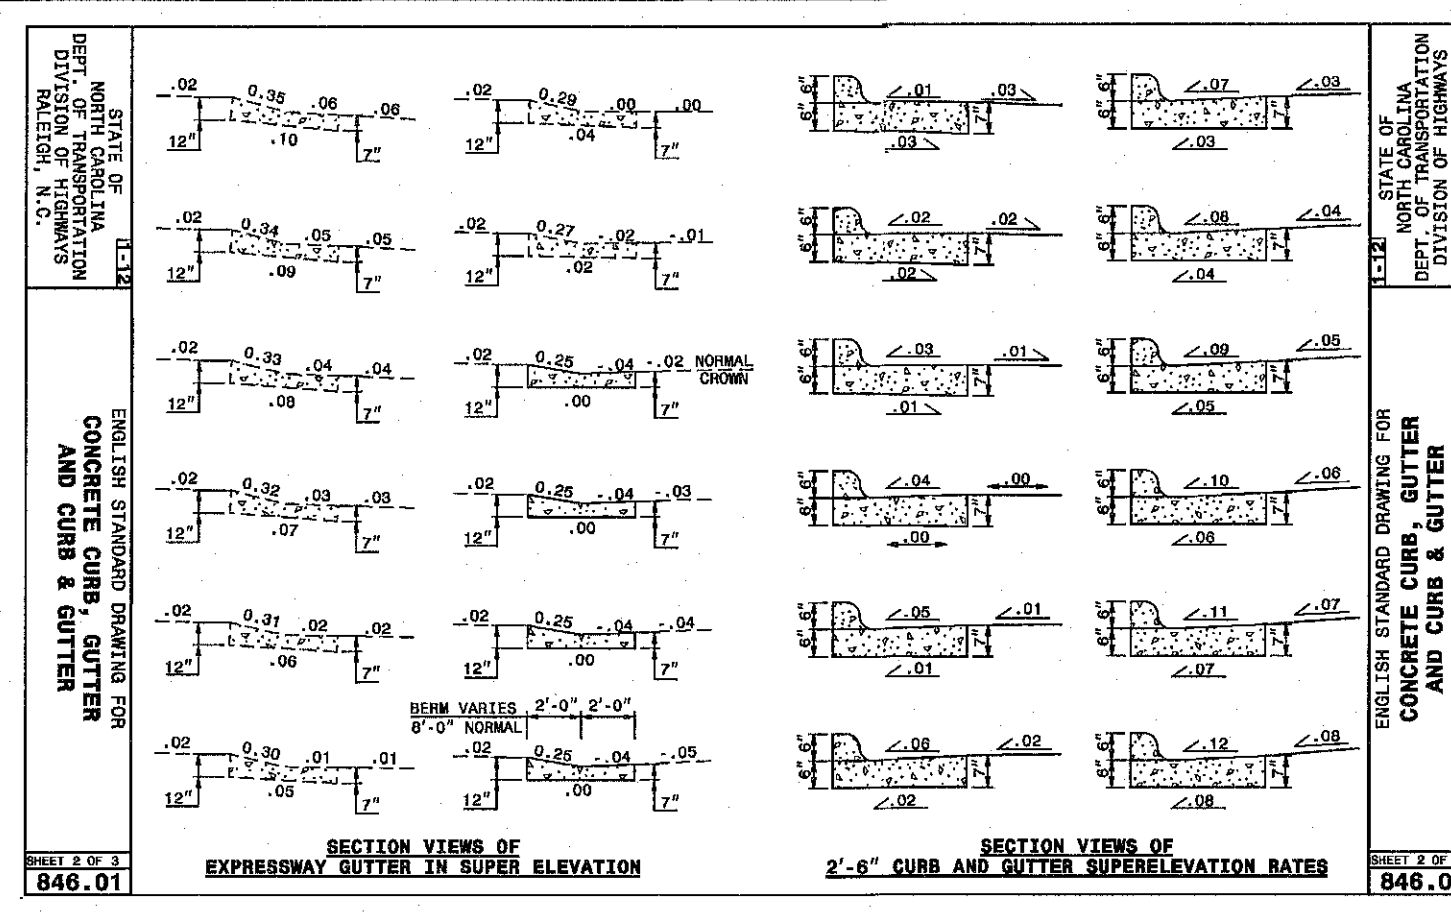 STATE OF
NORTH CAROLINA
DEPT. OF TRANSPORTATION
DIVISION OF HIGHWAYS
RALEIGH, N.C.
1-12
ENGLISH STANDARD DRAWING FOR
CONCRETE CURB, GUTTER
AND CURB & GUTTER
SHEET 2 OF 3
846.01
.02 0.35 .06 .06
12" .10 7"
.02 0.29 .00 .00
12" .04 7"
.02 0.34 .05 .05
12" .09 7"
.02 0.27 -.02 -.01
12" .02 7"
.02 0.33 .04 .04
12" .08 7"
.02 0.25 -.04 -.02 NORMAL
CROWN
12" .00 7"
.02 0.32 .03 .03
12" .07 7"
.02 0.25 -.04 -.03
12" .00 7"
.02 0.31 .02 .02
12" .06 7"
.02 0.25 -.04 -.04
12" .00 7"
BERM VARIES 2'-0" 2'-0"
8'-0" NORMAL
.02 0.30 .01 .01
12" .05 7"
.02 0.25 -.04 -.05
12" .00 7"
SECTION VIEWS OF
EXPRESSWAY GUTTER IN SUPER ELEVATION
6" 6" .01 .03 7"
.03
6" 6" .07 .03 7"
.03
6" 6" .02 .02 7"
.02
6" 6" .08 .04 7"
.04
6" 6" .03 .01 7"
.01
6" 6" .09 .05 7"
.05
6" 6" .04 .00 7"
.00
6" 6" .10 .06 7"
.06
6" 6" .05 .01 7"
.01
6" 6" .11 .07 7"
.07
6" 6" .06 .02 7"
.02
6" 6" .12 .08 7"
.08
SECTION VIEWS OF
2'-6" CURB AND GUTTER SUPERELEVATION RATES
STATE OF
NORTH CAROLINA
DEPT. OF TRANSPORTATION
DIVISION OF HIGHWAYS
1-12
ENGLISH STANDARD DRAWING FOR
CONCRETE CURB, GUTTER
AND CURB & GUTTER
SHEET 2 OF
846.0